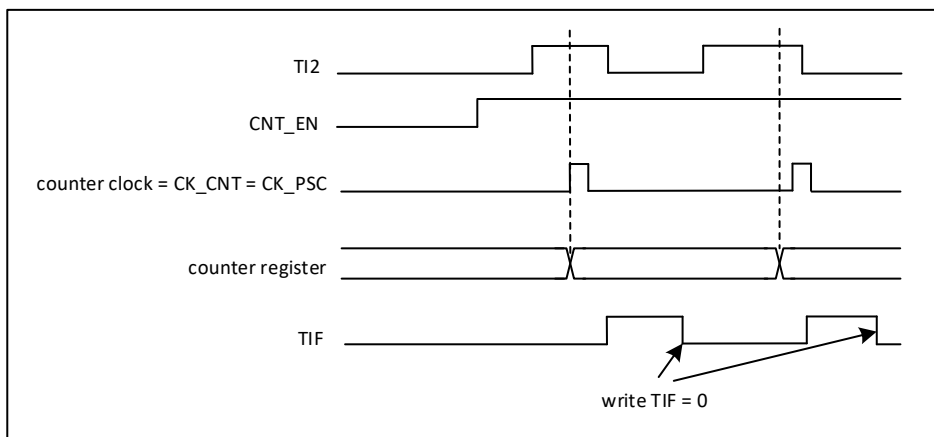 TI2
CNT_EN
counter clock = CK_CNT = CK_PSC
counter register
TIF
write TIF = 0